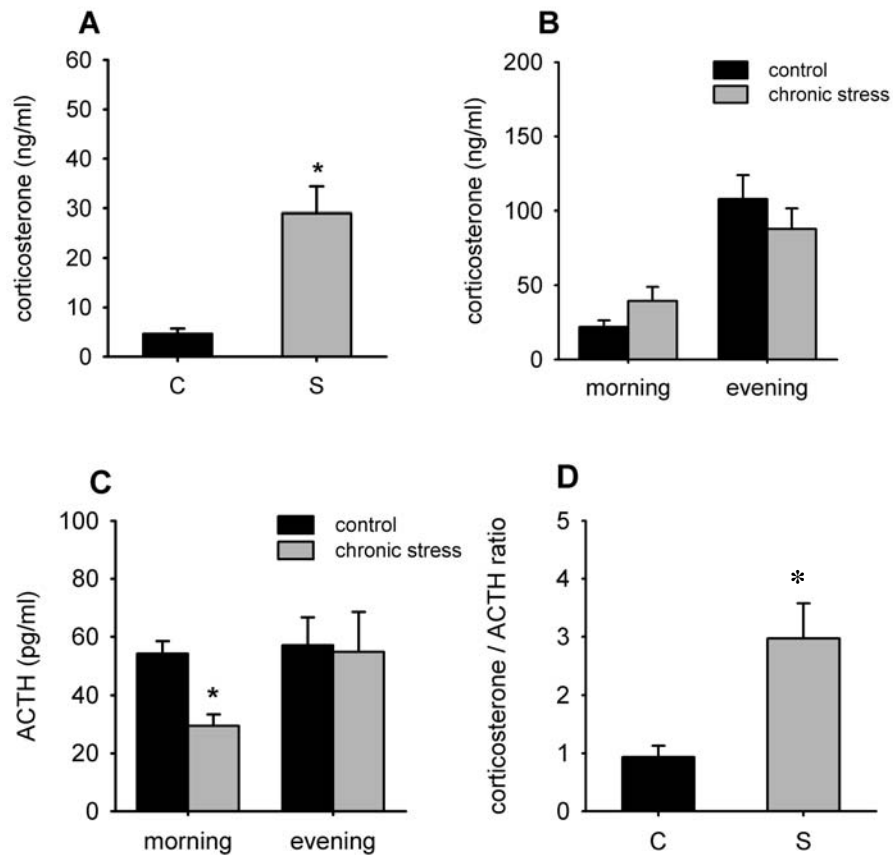 A
corticosterone (ng/ml)
60
50
40
30
20
10
0
*
C
S
B
corticosterone (ng/ml)
200
150
100
50
0
control
chronic stress
morning
evening
C
ACTH (pg/ml)
100
80
60
40
20
0
control
chronic stress
*
morning
evening
D
corticosterone / ACTH ratio
5
4
3
2
1
0
*
C
S